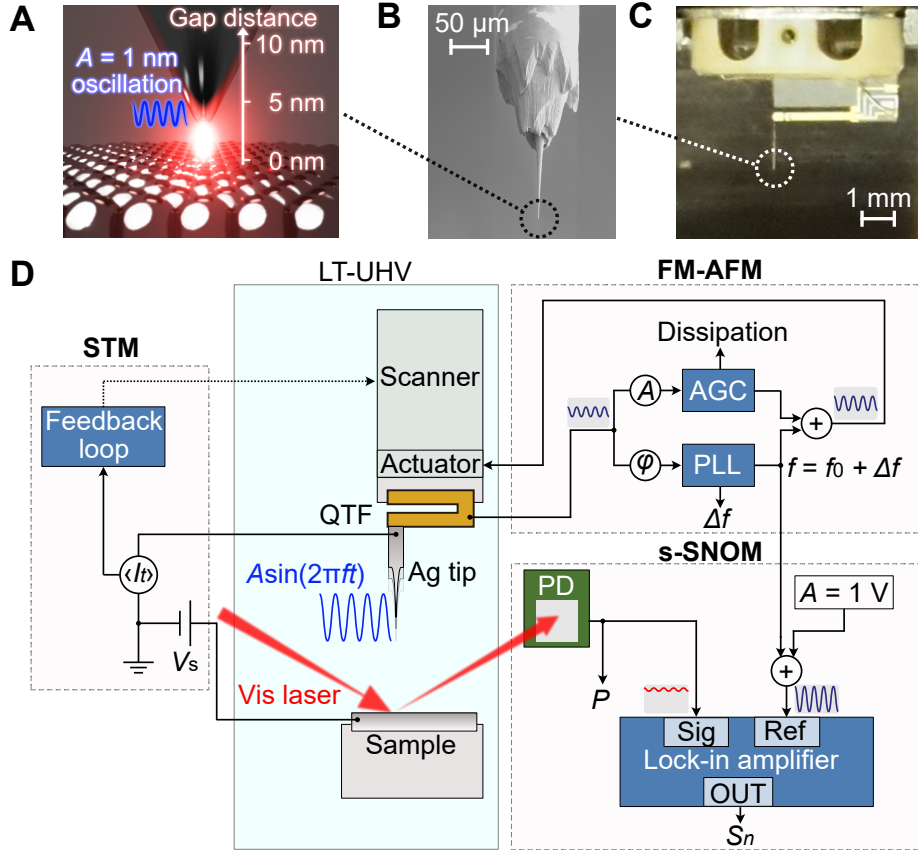 A
Gap distance
10 nm
A = 1 nm
oscillation
5 nm
0 nm
B
50 µm
C
1 mm
D
LT-UHV
FM-AFM
STM
Scanner
Feedback
loop
Actuator
QTF
Ag tip
Asin(2πft)
⟨It⟩
Vs
Vis laser
Sample
Dissipation
A
AGC
+
φ
PLL
f = f0 + Δf
Δf
s-SNOM
PD
A = 1 V
+
P
Sig
Ref
Lock-in amplifier
OUT
Sn